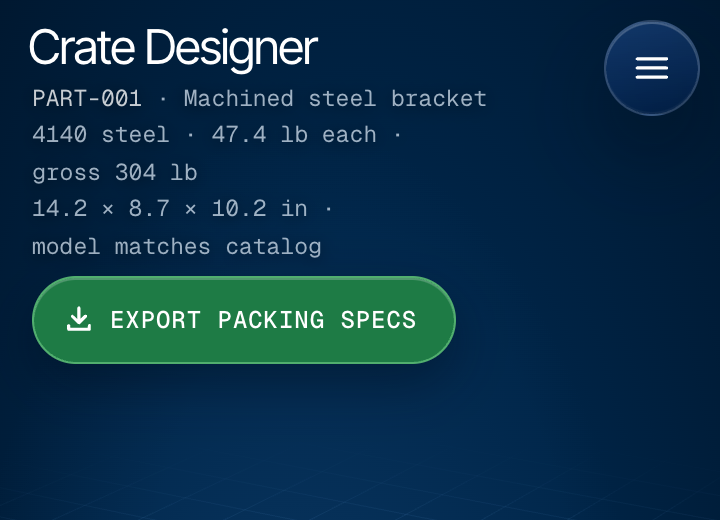 Crate Designer
PART-001 · Machined steel bracket
4140 steel · 47.4 lb each ·
gross 304 lb
14.2 × 8.7 × 10.2 in ·
model matches catalog
EXPORT PACKING SPECS